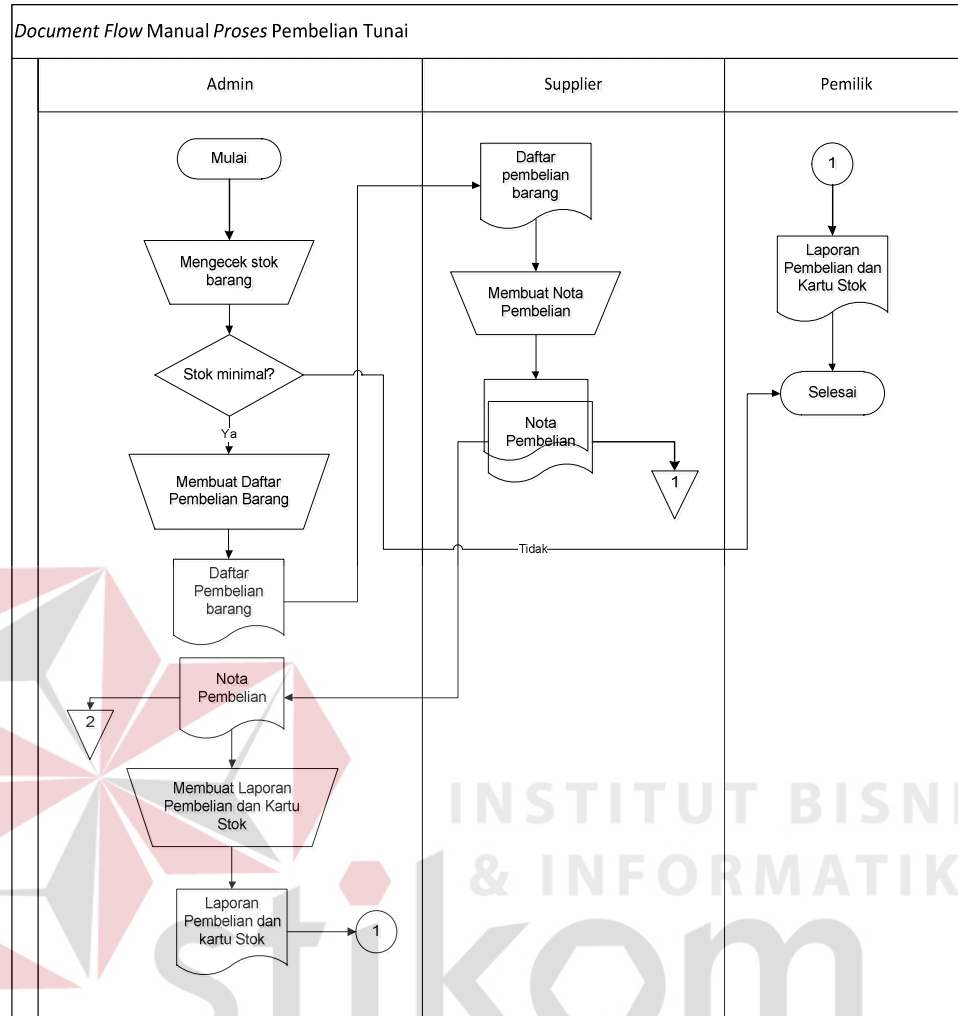 Document Flow Manual Proses Pembelian Tunai
Admin
Supplier
Pemilik
Mulai
Mengecek stok
barang
Stok minimal?
Ya
Membuat Daftar
Pembelian Barang
Daftar
Pembelian
barang
Nota
Pembelian
2
Membuat Laporan
Pembelian dan Kartu
Stok
Laporan
Pembelian dan
kartu Stok
1
Daftar
pembelian
barang
Membuat Nota
Pembelian
Nota
Pembelian
1
Tidak
1
Laporan
Pembelian dan
Kartu Stok
Selesai
INSTITUT BISNI
& INFORMATIK
stikom